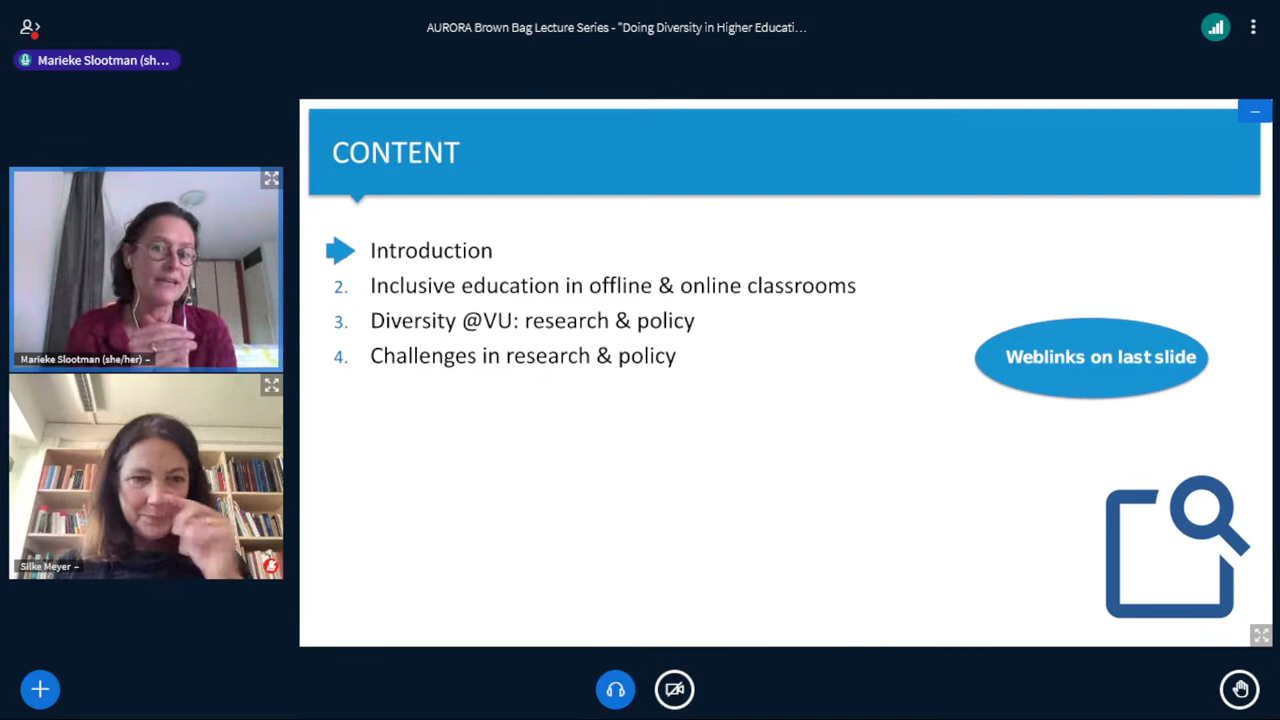 AURORA Brown Bag Lecture Series - "Doing Diversity in Higher Educati...
Marieke Slootman (sh...
CONTENT
Introduction
2. Inclusive education in offline & online classrooms
3. Diversity @VU: research & policy
4. Challenges in research & policy
Weblinks on last slide
Marieke Slootman (she/her) –
Silke Meyer –